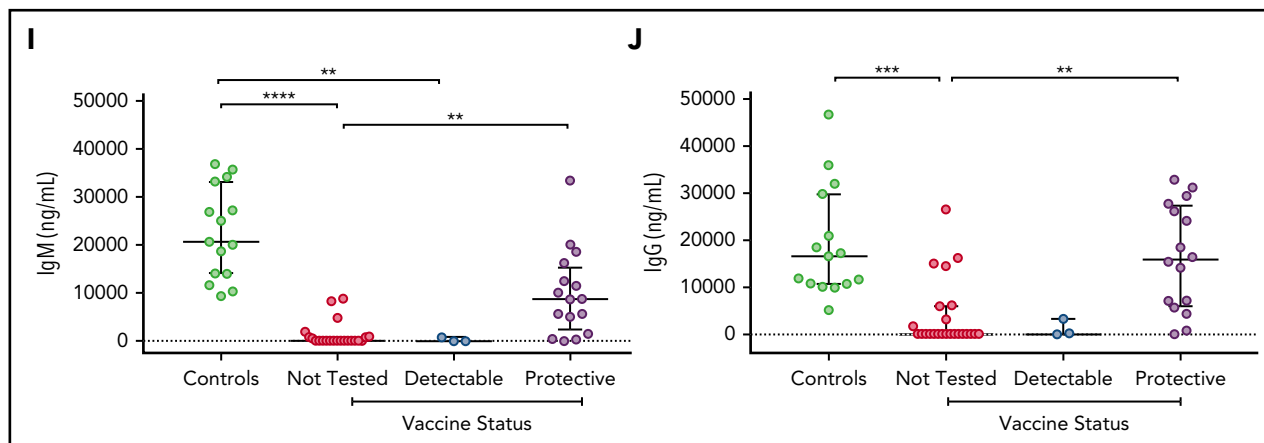 I
**
****
**
50000
40000
30000
20000
10000
0
IgM (ng/mL)
Controls
Not Tested
Detectable
Protective
Vaccine Status
J
***
**
50000
40000
30000
20000
10000
0
IgG (ng/mL)
Controls
Not Tested
Detectable
Protective
Vaccine Status